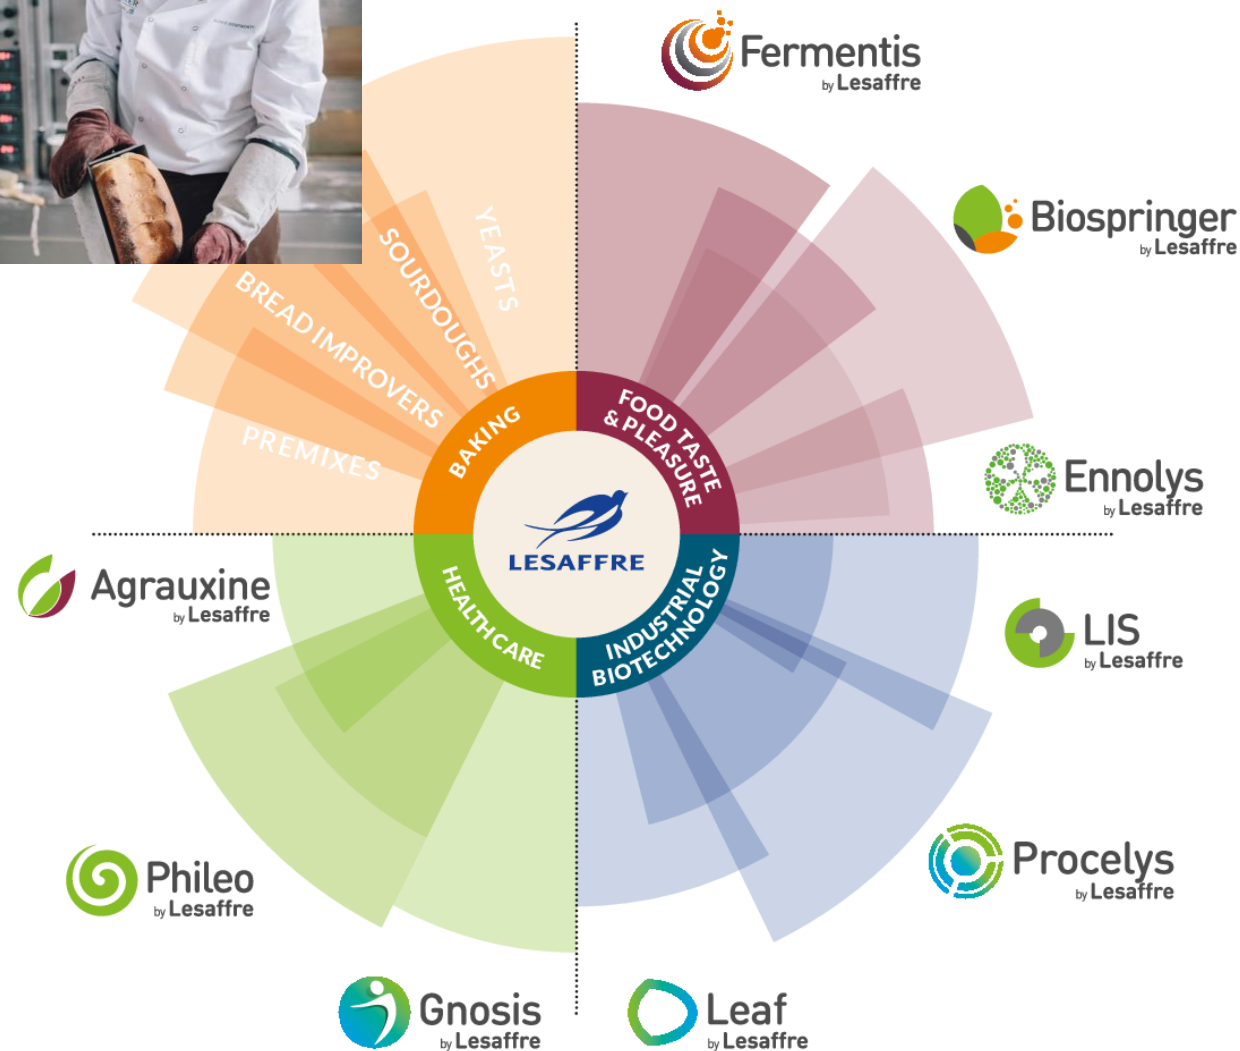 Fermentis
by Lesaffre
Biospringer
by Lesaffre
YEASTS
SOURDOUGHS
BREAD IMPROVERS
PREMIXES
BAKING
FOOD TASTE
& PLEASURE
Ennolys
by Lesaffre
LESAFFRE
Agrauxine
by Lesaffre
HEALTHCARE
INDUSTRIAL
BIOTECHNOLOGY
LIS
by Lesaffre
Phileo
by Lesaffre
Procelys
by Lesaffre
Gnosis
by Lesaffre
Leaf
by Lesaffre